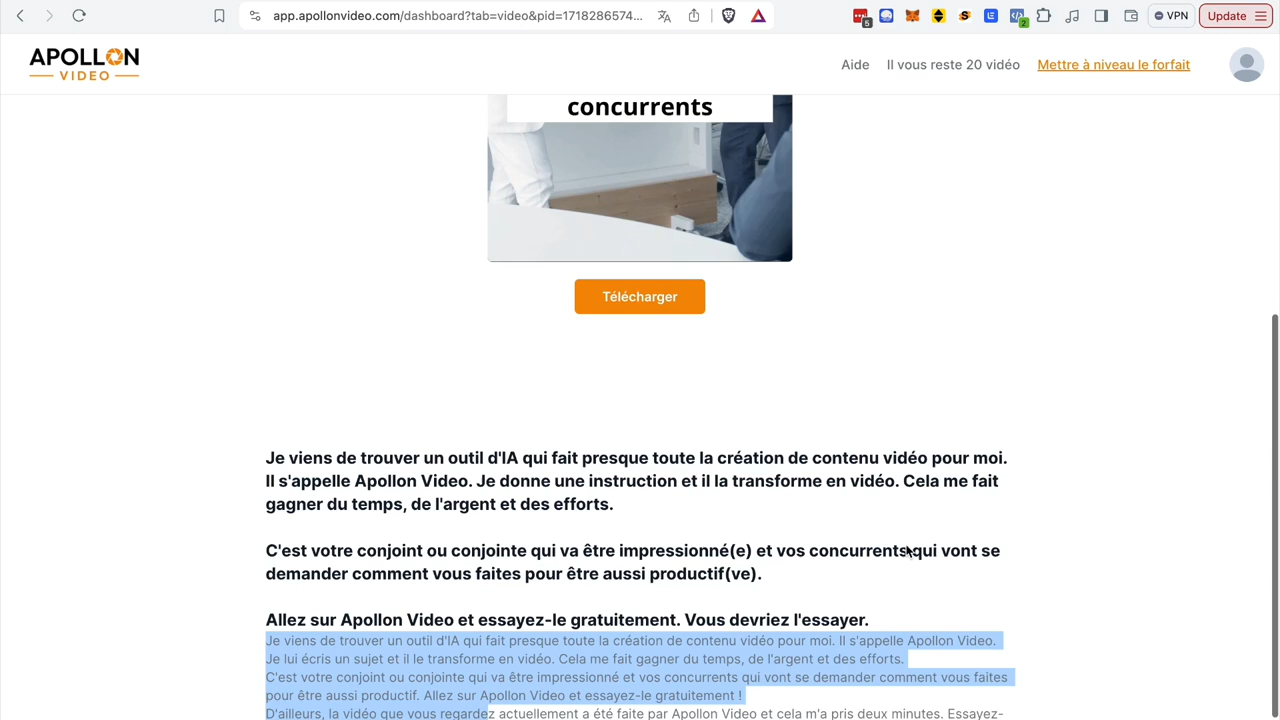 app.apollonvideo.com/dashboard?tab=video&pid=1718286574...
5
2
VPN
Update
APOLLON
VIDEO
Aide
Il vous reste 20 vidéo
Mettre à niveau le forfait
concurrents
Télécharger
Je viens de trouver un outil d'IA qui fait presque toute la création de contenu vidéo pour moi.
Il s'appelle Apollon Video. Je donne une instruction et il la transforme en vidéo. Cela me fait
gagner du temps, de l'argent et des efforts.
C'est votre conjoint ou conjointe qui va être impressionné(e) et vos concurrents qui vont se
demander comment vous faites pour être aussi productif(ve).
Allez sur Apollon Video et essayez-le gratuitement. Vous devriez l'essayer.
Je viens de trouver un outil d'IA qui fait presque toute la création de contenu vidéo pour moi. Il s'appelle Apollon Video.
Je lui écris un sujet et il le transforme en vidéo. Cela me fait gagner du temps, de l'argent et des efforts.
C'est votre conjoint ou conjointe qui va être impressionné et vos concurrents qui vont se demander comment vous faites
pour être aussi productif. Allez sur Apollon Video et essayez-le gratuitement !
D'ailleurs, la vidéo que vous regardez actuellement a été faite par Apollon Video et cela m'a pris deux minutes. Essayez-